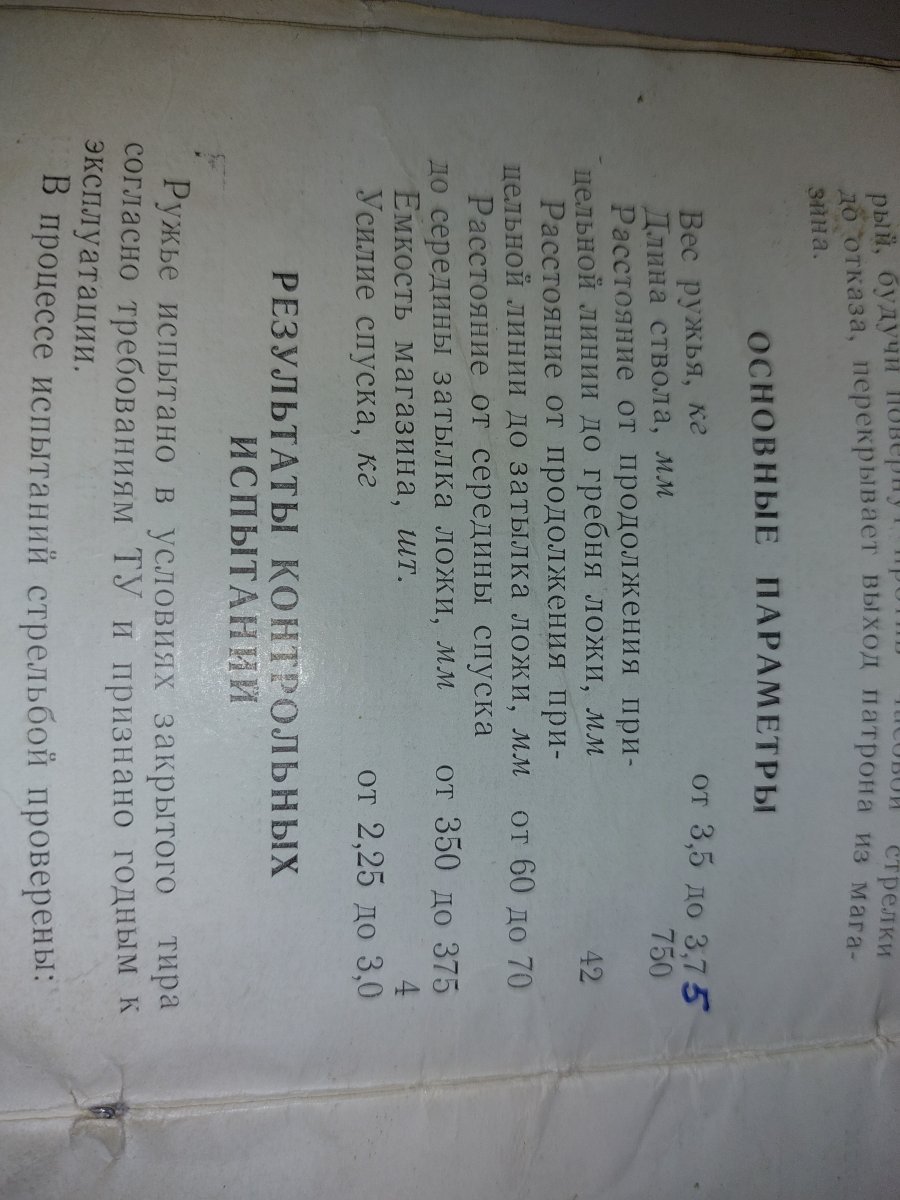 рый, будучи повернут против часовой стрелки
до отказа, перекрывает выход патрона из мага-
зина.
ОСНОВНЫЕ ПАРАМЕТРЫ
Вес ружья, кг от 3,5 до 3,75
Длина ствола, мм 750
Расстояние от продолжения при-
цельной линии до гребня ложи, мм 42
Расстояние от продолжения при-
цельной линии до затылка ложи, мм от 60 до 70
Расстояние от середины спуска
до середины затылка ложи, мм от 350 до 375
Емкость магазина, шт. 4
Усилие спуска, кг от 2,25 до 3,0
РЕЗУЛЬТАТЫ КОНТРОЛЬНЫХ
ИСПЫТАНИЙ
Ружье испытано в условиях закрытого тира
согласно требованиям ТУ и признано годным к
эксплуатации.
В процессе испытаний стрельбой проверены: